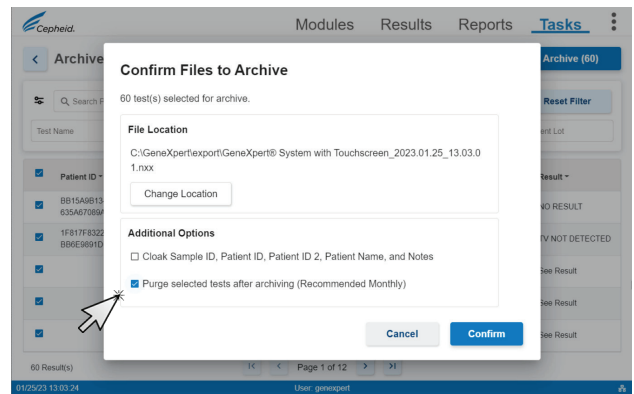 Cepheid.
Modules Results Reports Tasks
Archive
Archive (60)
Confirm Files to Archive
60 test(s) selected for archive.
Search F
Reset Filter
File Location
Test Name
ent Lot
C:\GeneXpert\export\GeneXpert® System with Touchscreen_2023.01.25_13.03.0
1.nxx
Patient ID
Result
Change Location
BB15A9B13-
635A67089A
NO RESULT
Additional Options
1F817F8322
BB6E9891D
TV NOT DETECTED
Cloak Sample ID, Patient ID, Patient ID 2, Patient Name, and Notes
See Result
Purge selected tests after archiving (Recommended Monthly)
See Result
Cancel Confirm
See Result
60 Result(s)
Page 1 of 12
01/25/23 13:03:24
User: genexpert